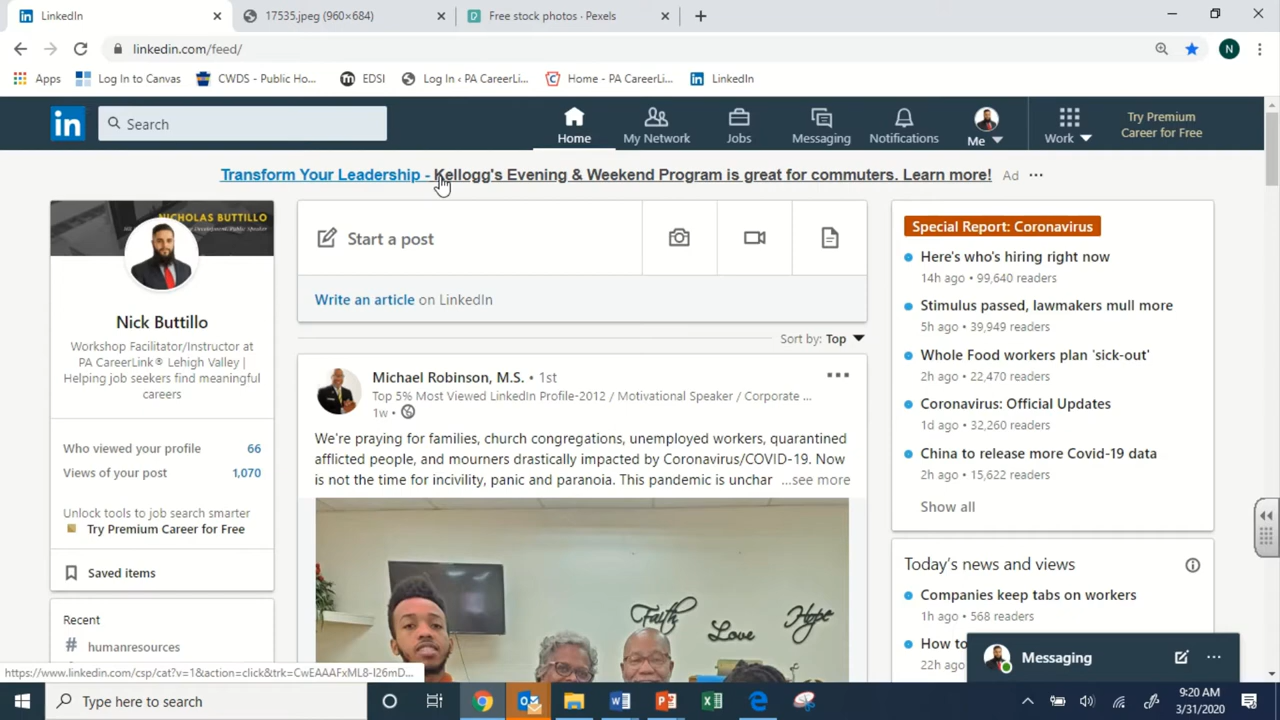 LinkedIn
17535.jpeg (960×684)
Free stock photos · Pexels
linkedin.com/feed/
N
Apps
Log In to Canvas
CWDS - Public Ho...
EDSI
Log In ‹ PA CareerLi...
Home - PA CareerLi...
LinkedIn
in
Search
Home
My Network
Jobs
Messaging
Notifications
Me
Work
Try Premium
Career for Free
Transform Your Leadership - Kellogg's Evening & Weekend Program is great for commuters. Learn more!
Ad
NICHOLAS BUTTILLO
Nick Buttillo
Workshop Facilitator/Instructor at
PA CareerLink® Lehigh Valley |
Helping job seekers find meaningful
careers
Who viewed your profile 66
Views of your post 1,070
Unlock tools to job search smarter
Try Premium Career for Free
Saved items
Recent
# humanresources
Start a post
Write an article on LinkedIn
Sort by: Top
Michael Robinson, M.S. • 1st
Top 5% Most Viewed LinkedIn Profile-2012 / Motivational Speaker / Corporate ...
1w •
We're praying for families, church congregations, unemployed workers, quarantined
afflicted people, and mourners drastically impacted by Coronavirus/COVID-19. Now
is not the time for incivility, panic and paranoia. This pandemic is unchar ...see more
Faith
Love
Hope
Special Report: Coronavirus
Here's who's hiring right now
14h ago • 99,640 readers
Stimulus passed, lawmakers mull more
5h ago • 39,949 readers
Whole Food workers plan 'sick-out'
2h ago • 22,470 readers
Coronavirus: Official Updates
1d ago • 32,260 readers
China to release more Covid-19 data
2h ago • 15,622 readers
Show all
Today's news and views
Companies keep tabs on workers
1h ago • 568 readers
How to
22h ago
Messaging
https://www.linkedin.com/csp/cat?v=1&action=click&trk=CwEAAAFxML8-I26mD...
Type here to search
9:20 AM
3/31/2020